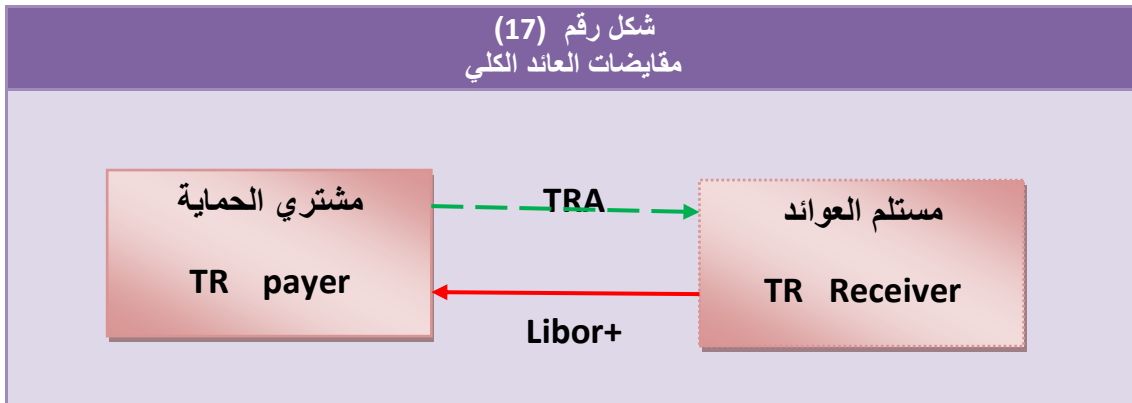 شكل رقم (17)
مقايضات العائد الكلي
مشتري الحماية
TR payer
TRA
مستلم العوائد
TR Receiver
Libor+